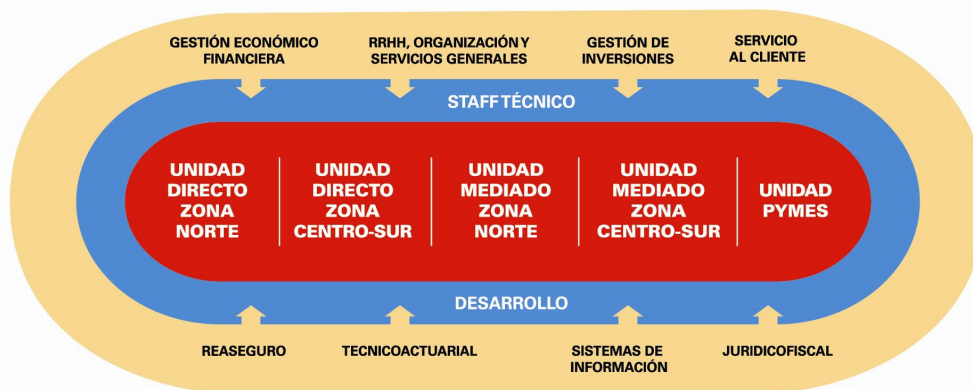 GESTIÓN ECONÓMICO
FINANCIERA
RRHH, ORGANIZACIÓN Y
SERVICIOS GENERALES
GESTIÓN DE
INVERSIONES
SERVICIO
AL CLIENTE
STAFF TÉCNICO
UNIDAD
DIRECTO
ZONA
NORTE
UNIDAD
DIRECTO
ZONA
CENTRO-SUR
UNIDAD
MEDIADO
ZONA
NORTE
UNIDAD
MEDIADO
ZONA
CENTRO-SUR
UNIDAD
PYMES
DESARROLLO
REASEGURO
TECNICOACTUARIAL
SISTEMAS DE
INFORMACIÓN
JURIDICOFISCAL